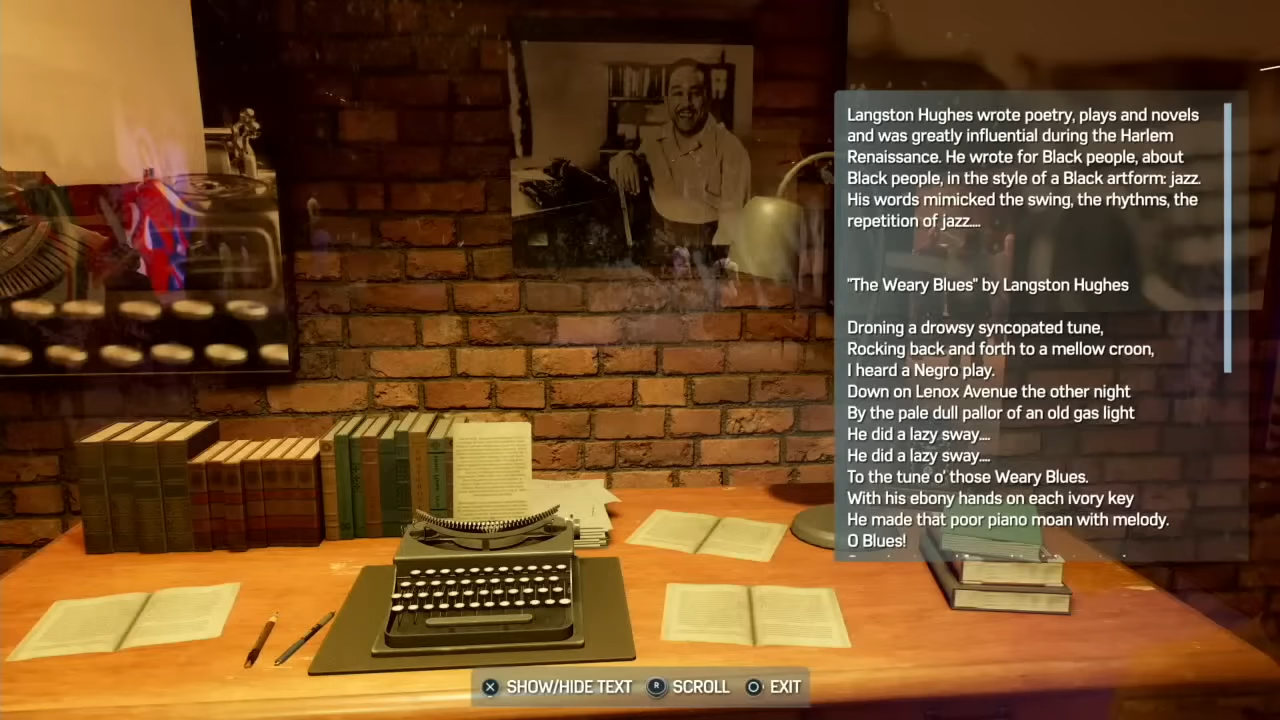 Langston Hughes wrote poetry, plays and novels
and was greatly influential during the Harlem
Renaissance. He wrote for Black people, about
Black people, in the style of a Black artform: jazz.
His words mimicked the swing, the rhythms, the
repetition of jazz....
"The Weary Blues" by Langston Hughes
Droning a drowsy syncopated tune,
Rocking back and forth to a mellow croon,
I heard a Negro play.
Down on Lenox Avenue the other night
By the pale dull pallor of an old gas light
He did a lazy sway....
He did a lazy sway....
To the tune o' those Weary Blues.
With his ebony hands on each ivory key
He made that poor piano moan with melody.
O Blues!
SHOW/HIDE TEXT R SCROLL EXIT